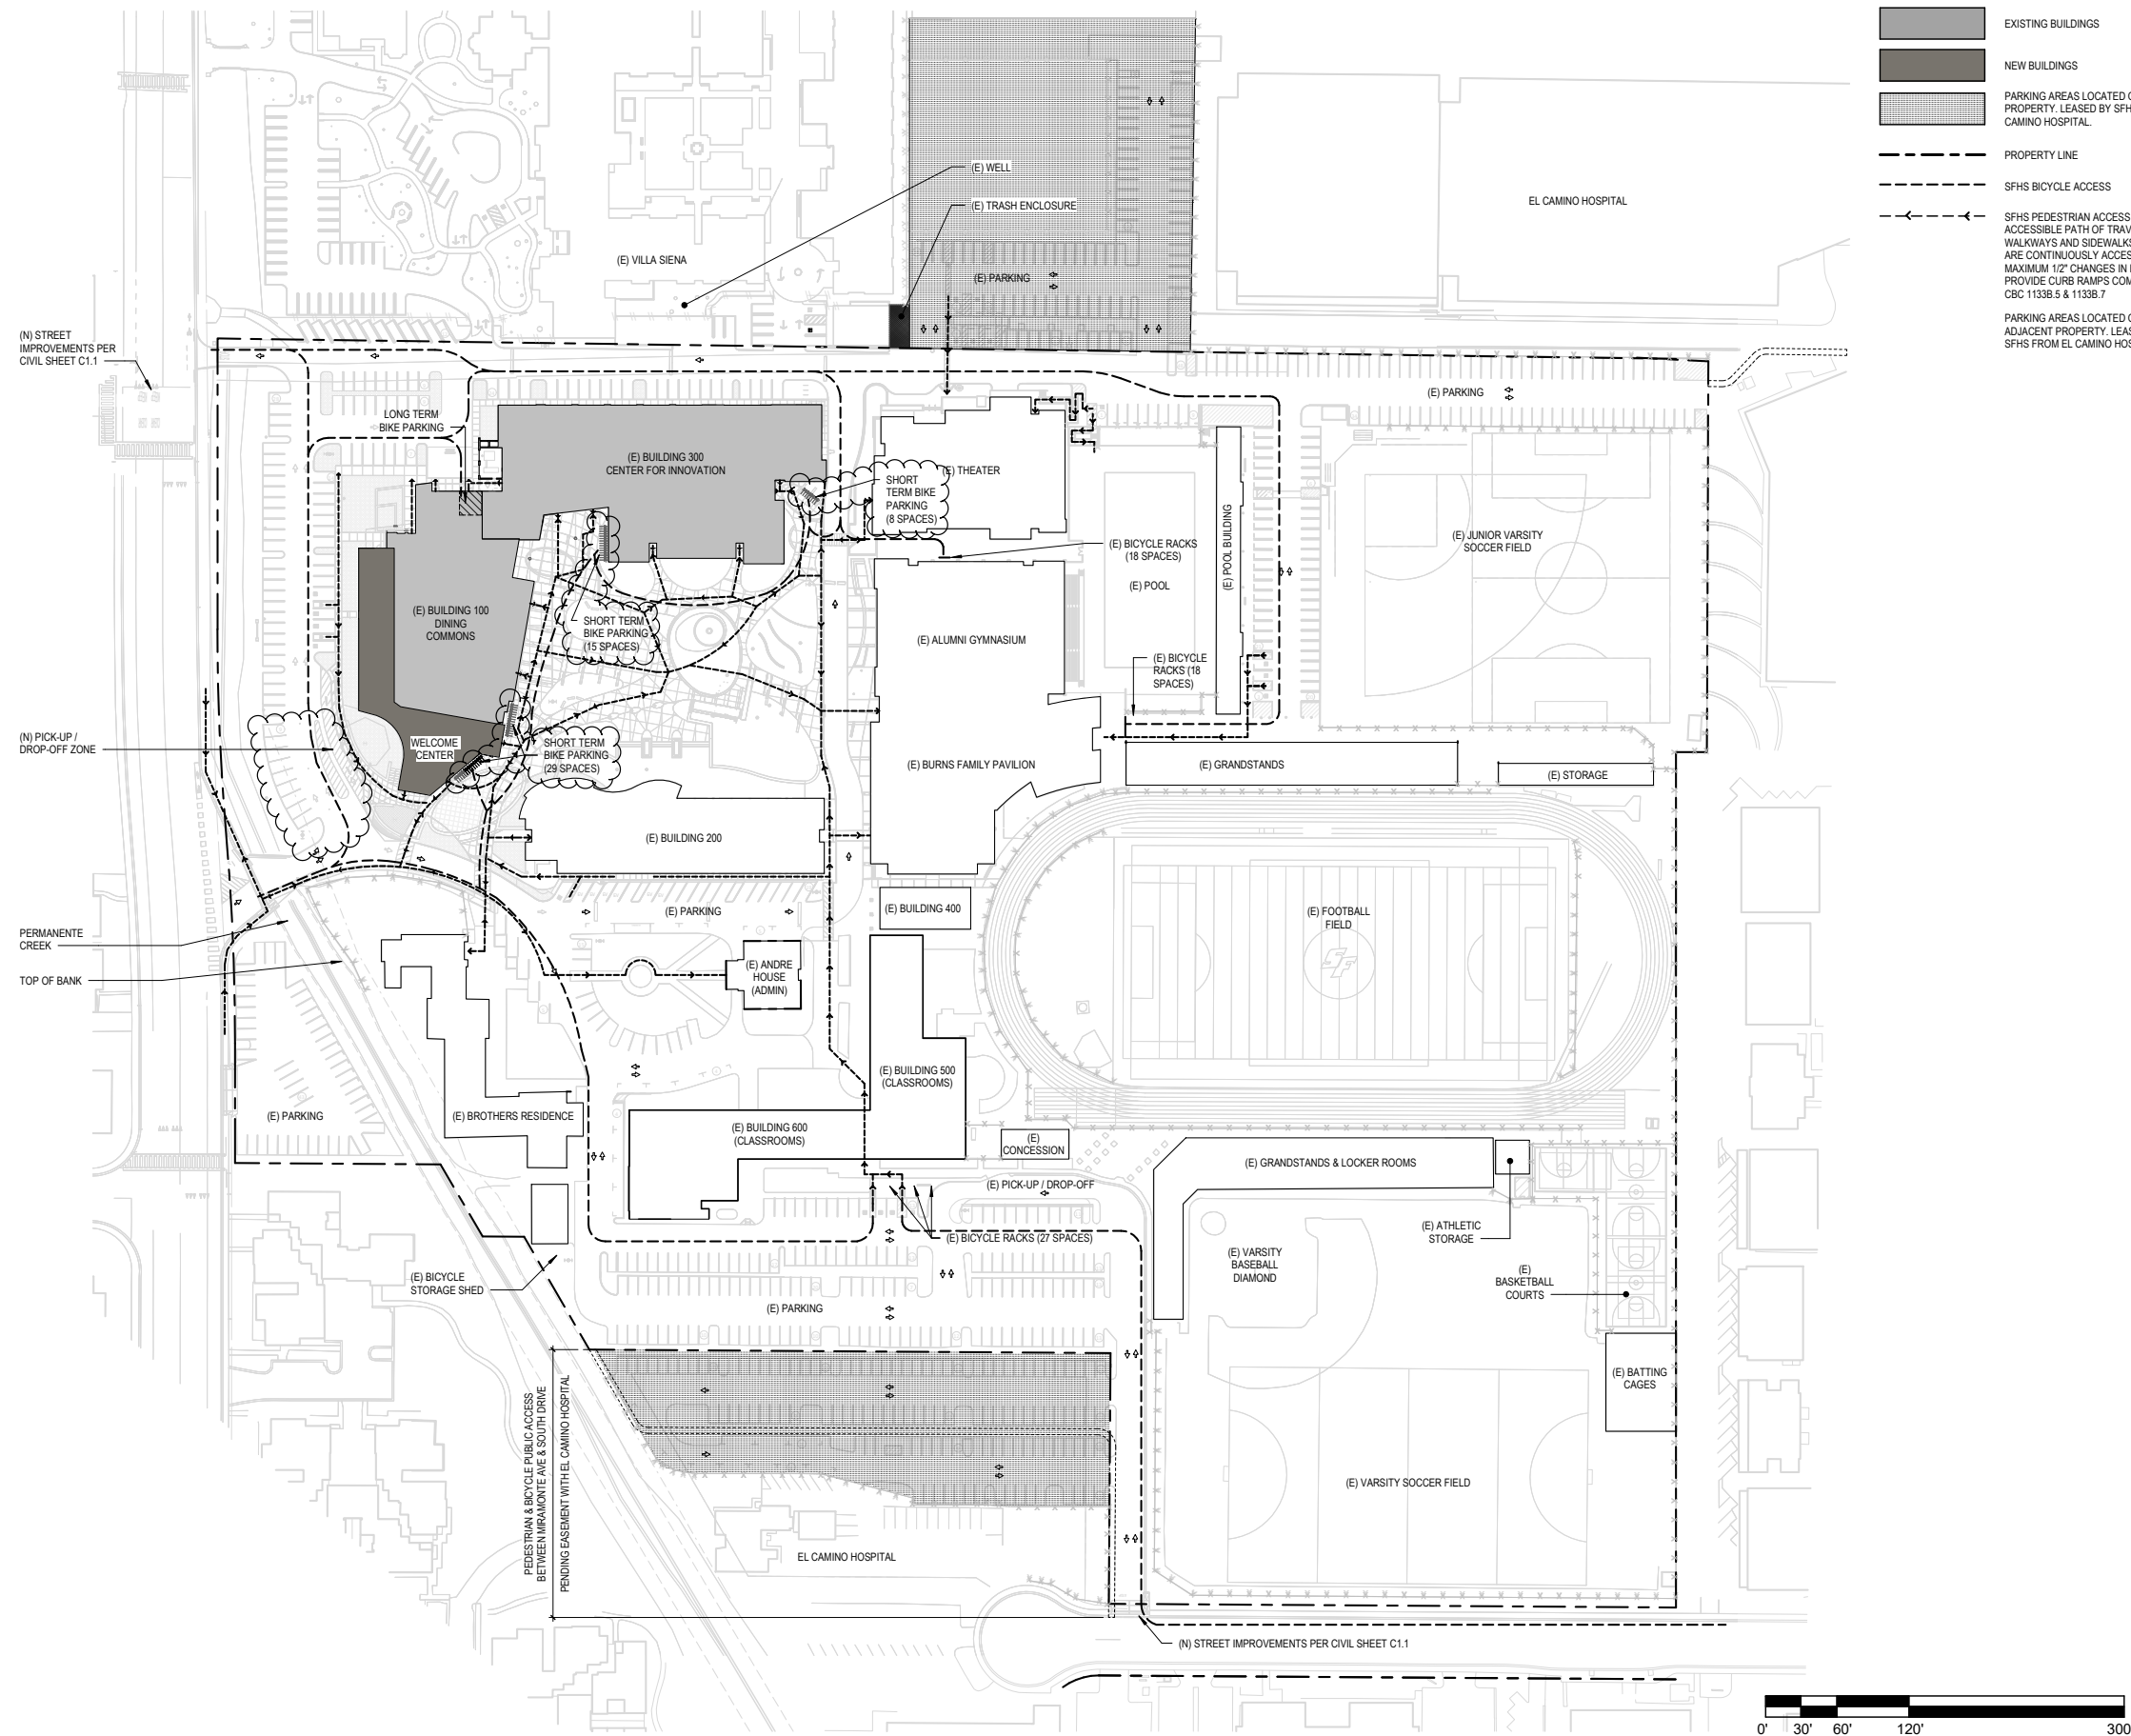 EXISTING BUILDINGS
NEW BUILDINGS
PARKING AREAS LOCATED
PROPERTY. LEASED BY SFH
CAMINO HOSPITAL.
PROPERTY LINE
SFHS BICYCLE ACCESS
SFHS PEDESTRIAN ACCESS
ACCESSIBLE PATH OF TRAV
WALKWAYS AND SIDEWALKS
ARE CONTINUOUSLY ACCES
MAXIMUM 1/2" CHANGES IN
PROVIDE CURB RAMPS COM
CBC 1133B.5 & 1133B.7
PARKING AREAS LOCATED
ADJACENT PROPERTY. LEAS
SFHS FROM EL CAMINO HOS
(E) WELL
(E) TRASH ENCLOSURE
EL CAMINO HOSPITAL
(E) VILLA SIENA
(E) PARKING
(N) STREET
IMPROVEMENTS PER
CIVIL SHEET C1.1
(E) PARKING
LONG TERM
BIKE PARKING
(E) BUILDING 300
CENTER FOR INNOVATION
(E) THEATER
SHORT
TERM BIKE
PARKING
(8 SPACES)
(E) POOL BUILDING
(E) JUNIOR VARSITY
SOCCER FIELD
(E) BICYCLE RACKS
(18 SPACES)
(E) POOL
(E) BUILDING 100
DINING
COMMONS
SHORT TERM
BIKE PARKING
(15 SPACES)
(E) ALUMNI GYMNASIUM
(E) BICYCLE
RACKS (18
SPACES)
(N) PICK-UP /
DROP-OFF ZONE
WELCOME
CENTER
SHORT TERM
BIKE PARKING
(29 SPACES)
(E) BURNS FAMILY PAVILION
(E) GRANDSTANDS
(E) STORAGE
(E) BUILDING 200
(E) PARKING
(E) BUILDING 400
(E) FOOTBALL
FIELD
SF
PERMANENTE
CREEK
TOP OF BANK
(E) ANDRE
HOUSE
(ADMIN)
(E) BUILDING 500
(CLASSROOMS)
(E) PARKING
(E) BROTHERS RESIDENCE
(E) BUILDING 600
(CLASSROOMS)
(E)
CONCESSION
(E) GRANDSTANDS & LOCKER ROOMS
(E) PICK-UP / DROP-OFF
(E) ATHLETIC
STORAGE
(E) BICYCLE RACKS (27 SPACES)
(E) VARSITY
BASEBALL
DIAMOND
(E)
BASKETBALL
COURTS
(E) BICYCLE
STORAGE SHED
(E) PARKING
(E) BATTING
CAGES
PEDESTRIAN & BICYCLE PUBLIC ACCESS
BETWEEN MIRAMONTE AVE & SOUTH DRIVE
PENDING EASEMENT WITH EL CAMINO HOSPITAL
(E) VARSITY SOCCER FIELD
EL CAMINO HOSPITAL
(N) STREET IMPROVEMENTS PER CIVIL SHEET C1.1
0' 30' 60' 120' 300